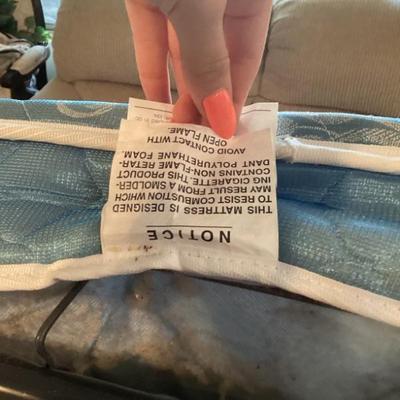 NOTICE
THIS MATTRESS IS DESIGNED
TO RESIST COMBUSTION WHICH
MAY RESULT FROM A SMOLDER-
ING CIGARETTE. THIS PRODUCT
CONTAINS NON-FLAME RETAR-
DANT POLYURETHANE FOAM.
AVOID CONTACT WITH
OPEN FLAME.